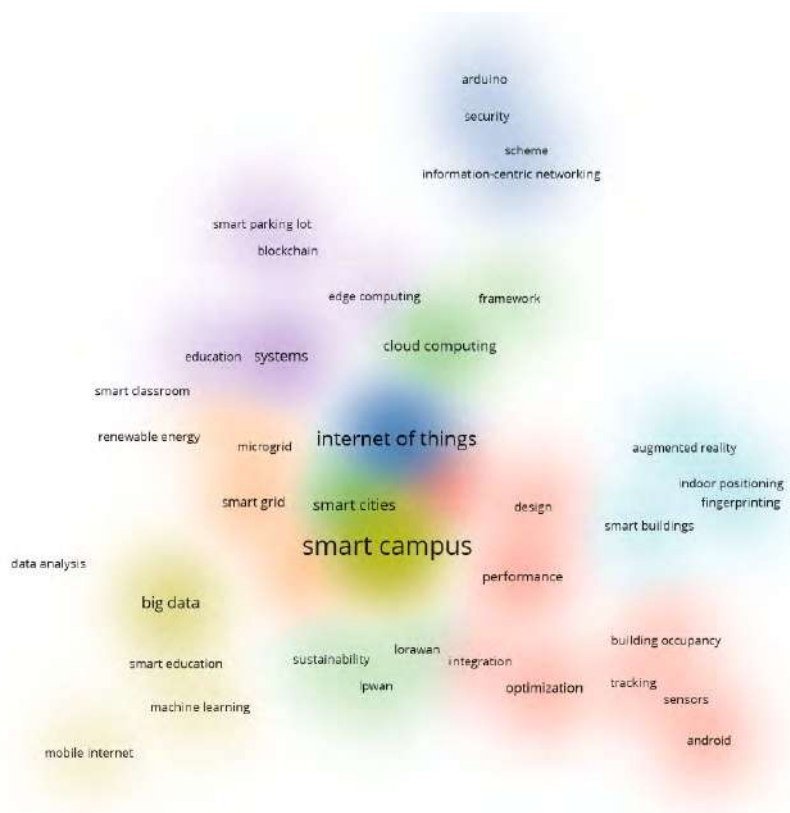 arduino
security
scheme
information-centric networking
smart parking lot
blockchain
edge computing
framework
cloud computing
education
systems
smart classroom
renewable energy
microgrid
internet of things
augmented reality
indoor positioning
fingerprinting
smart grid
smart cities
design
smart buildings
smart campus
data analysis
performance
big data
building occupancy
lorawan
sustainability
integration
smart education
lpwan
optimization
tracking
sensors
machine learning
android
mobile internet